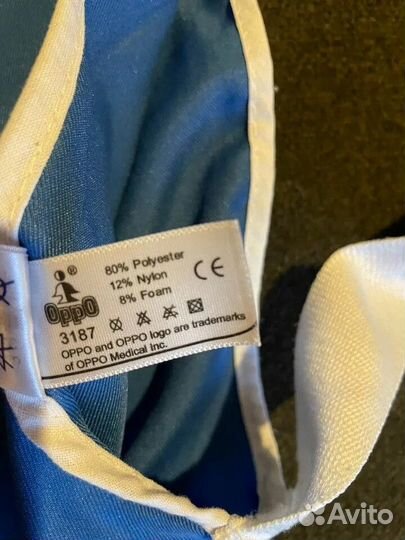 80% Polyester
12% Nylon
8% Foam
CE
®
OppO
3187
OPPO and OPPO logo are trademarks
of OPPO Medical Inc.
Avito